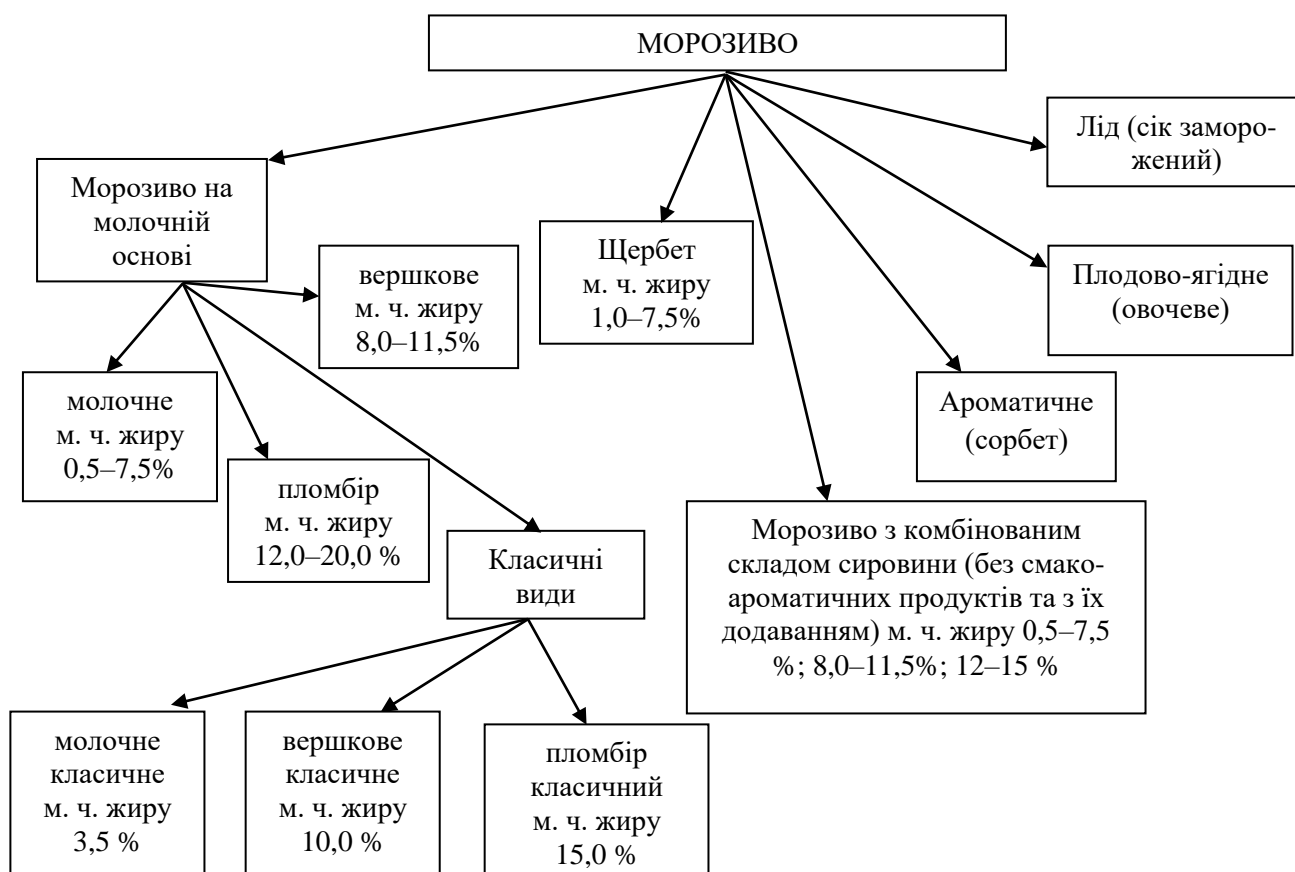 МОРОЗИВО
Лід (сік заморо-
жений)
Морозиво на
молочній
основі
Щербет
м. ч. жиру
1,0–7,5%
вершкове
м. ч. жиру
8,0–11,5%
Плодово-ягідне
(овочеве)
молочне
м. ч. жиру
0,5–7,5%
Ароматичне
(сорбет)
пломбір
м. ч. жиру
12,0–20,0 %
Класичні
види
Морозиво з комбінованим
складом сировини (без смако-
ароматичних продуктів та з їх
додаванням) м. ч. жиру 0,5–7,5
%; 8,0–11,5%; 12–15 %
молочне
класичне
м. ч. жиру
3,5 %
вершкове
класичне
м. ч. жиру
10,0 %
пломбір
класичний
м. ч. жиру
15,0 %